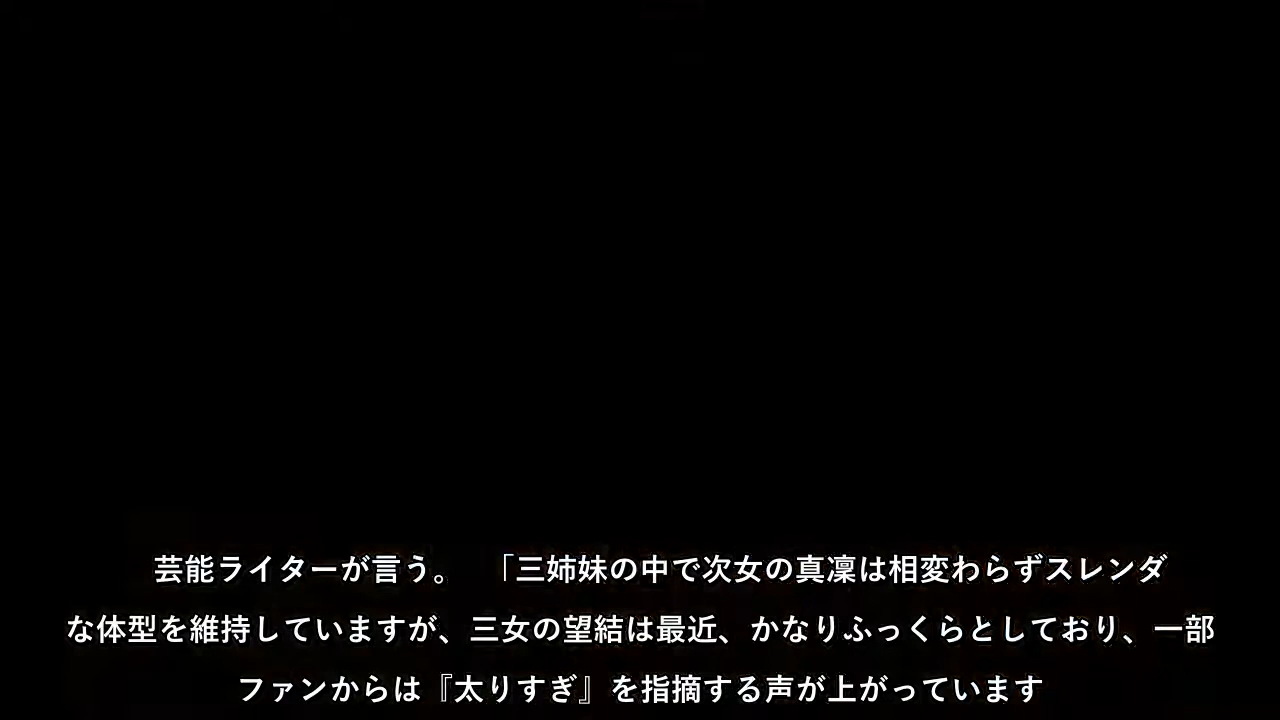 芸能ライターが言う。　「三姉妹の中で次女の真凜は相変わらずスレンダ
な体型を維持していますが、三女の望結は最近、かなりふっくらとしており、一部
ファンからは『太りすぎ』を指摘する声が上がっています